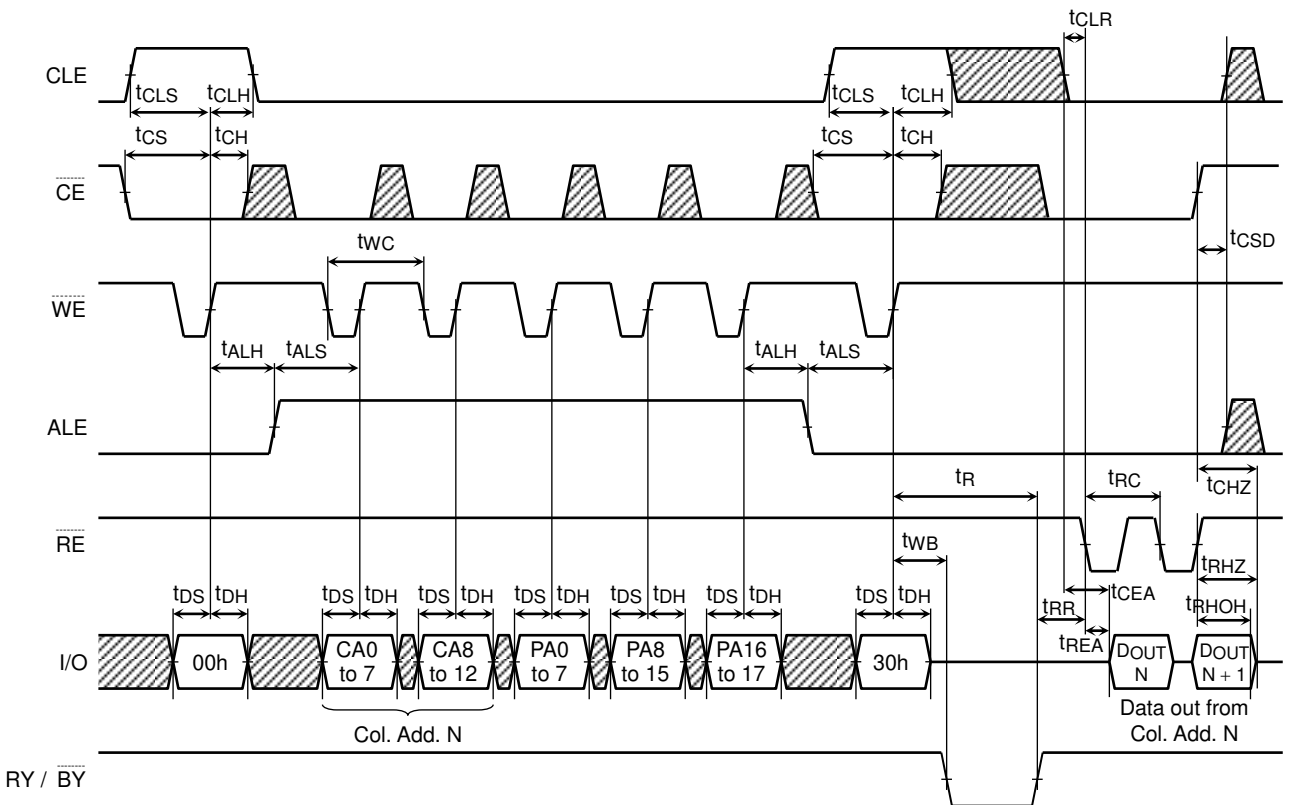 tCLR
CLE
tCLS tCLH tCLS tCLH
tCS tCH tCS tCH
CE
tWC tCSD
WE
tALH tALS tALH tALS
ALE
tR tRC tCHZ
RE
tWB tRHZ
tDS tDH tDS tDH tDS tDH tDS tDH tDS tDH tDS tDH tDS tDH tCEA
tRR tRHOH
tREA
I/O 00h CA0 to 7 CA8 to 12 PA0 to 7 PA8 to 15 PA16 to 17 30h DOUT N DOUT N + 1
Col. Add. N
Data out from
Col. Add. N
RY / BY